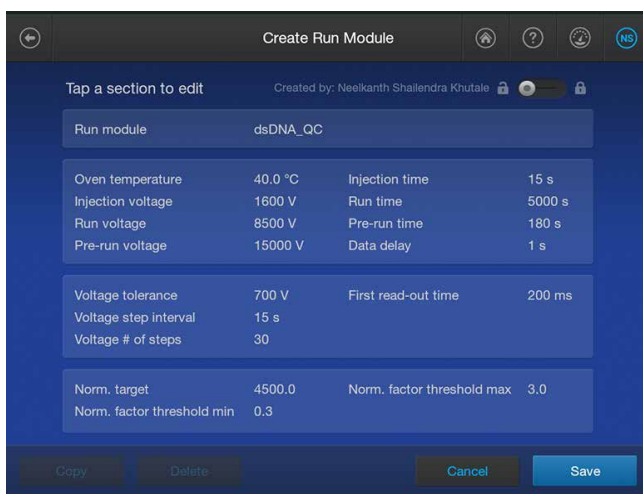 Create Run Module
NS
Tap a section to edit Created by: Neelkanth Shailendra Khutale
Run module dsDNA_QC
Oven temperature 40.0 °C Injection time 15 s
Injection voltage 1600 V Run time 5000 s
Run voltage 8500 V Pre-run time 180 s
Pre-run voltage 15000 V Data delay 1 s
Voltage tolerance 700 V First read-out time 200 ms
Voltage step interval 15 s
Voltage # of steps 30
Norm. target 4500.0 Norm. factor threshold max 3.0
Norm. factor threshold min 0.3
Copy Delete Cancel Save